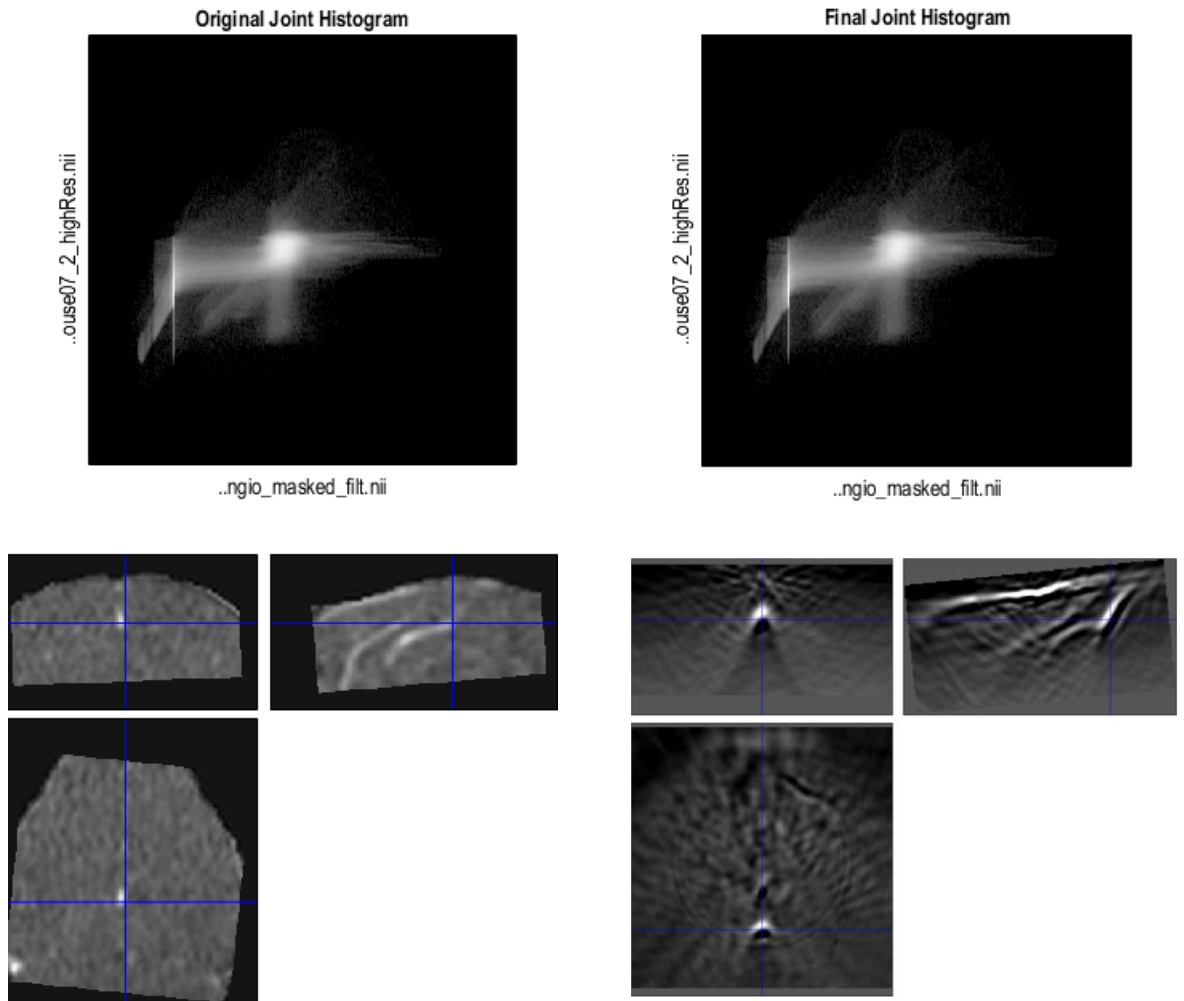 Original Joint Histogram
..ouse07_2_highRes.nii
..ngio_masked_filt.nii
Final Joint Histogram
..ouse07_2_highRes.nii
..ngio_masked_filt.nii